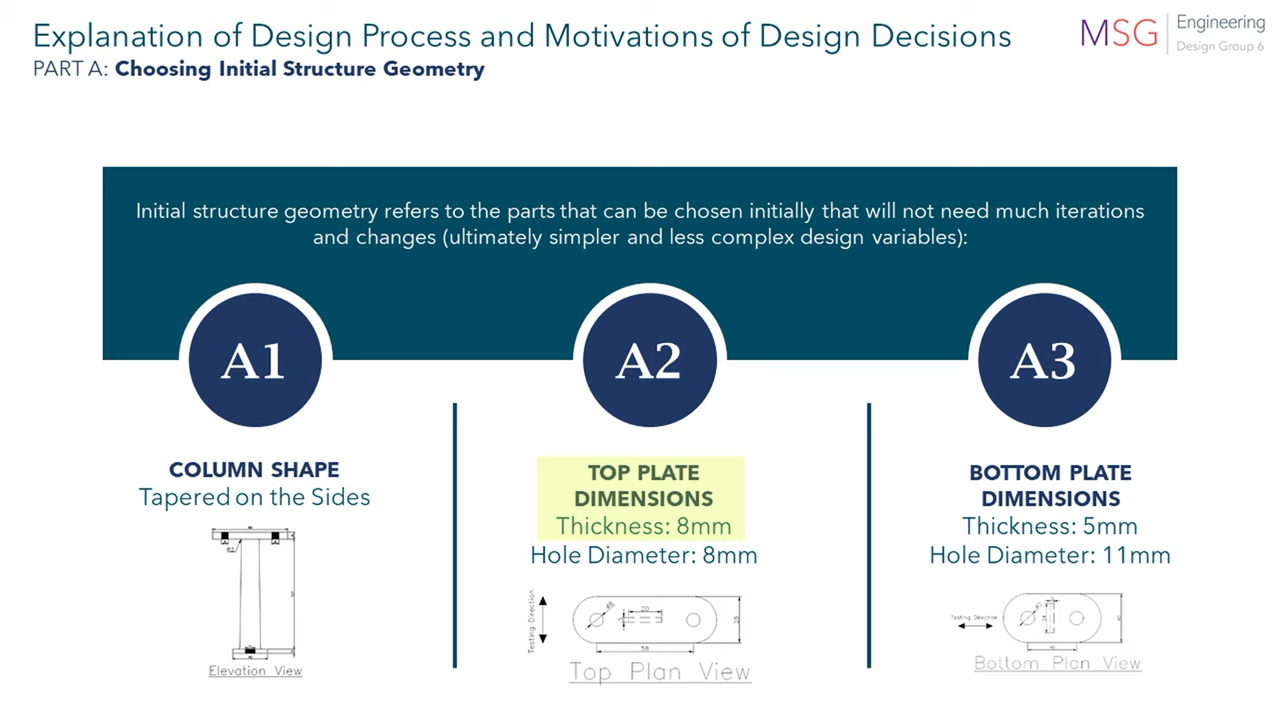 Explanation of Design Process and Motivations of Design Decisions
PART A: Choosing Initial Structure Geometry
MSG
Engineering
Design Group 6
Initial structure geometry refers to the parts that can be chosen initially that will not need much iterations
and changes (ultimately simpler and less complex design variables):
A1
COLUMN SHAPE
Tapered on the Sides
Elevation View
A2
TOP PLATE
DIMENSIONS
Thickness: 8mm
Hole Diameter: 8mm
Testing Direction
20
58
Top Plan View
A3
BOTTOM PLATE
DIMENSIONS
Thickness: 5mm
Hole Diameter: 11mm
Testing Direction
Bottom Plan View